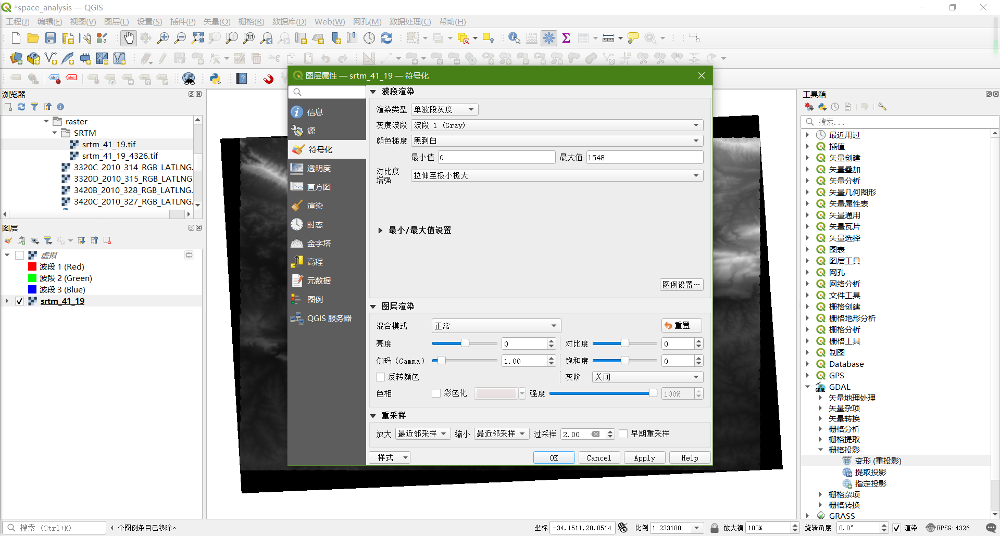 *space_analysis — QGIS
工程(J) 编辑(E) 视图(V) 图层(L) 设置(S) 插件(P) 矢量(O) 栅格(R) 数据库(D) Web(W) 网孔(M) 数据处理(C) 帮助(H)
浏览器
raster
SRTM
srtm_41_19.tif
srtm_41_19_4326.tif
3320C_2010_314_RGB_LATLNG.
3320D_2010_315_RGB_LATLNG.
3420B_2010_328_RGB_LATLNG.
3420C_2010_327_RGB_LATLNG.
图层
虚拟
波段 1 (Red)
波段 2 (Green)
波段 3 (Blue)
srtm_41_19
图层属性 — srtm_41_19 — 符号化
信息
源
符号化
透明度
直方图
渲染
时态
金字塔
高程
元数据
图例
QGIS 服务器
波段渲染
渲染类型 单波段灰度
灰度波段 波段 1 (Gray)
颜色梯度 黑到白
最小值 0 最大值 1548
对比度
增强 拉伸至极小极大
最小/最大值设置
图例设置…
图层渲染
混合模式 正常 重置
亮度 0 对比度 0
伽玛（Gamma） 1.00 饱和度 0
反转颜色 灰阶 关闭
色相 彩色化 强度 100%
重采样
放大 最近邻采样 缩小 最近邻采样 过采样 2.00 早期重采样
样式 OK Cancel Apply Help
工具箱
搜索...
最近用过
插值
矢量创建
矢量叠加
矢量分析
矢量几何图形
矢量属性表
矢量通用
矢量瓦片
矢量选择
图表
图层工具
网孔
网络分析
文件工具
栅格创建
栅格地形分析
栅格分析
栅格工具
制图
Database
GPS
GDAL
矢量地理处理
矢量杂项
矢量转换
栅格分析
栅格提取
栅格投影
变形 (重投影)
提取投影
指定投影
栅格杂项
栅格转换
GRASS
搜索 (Ctrl+K) 4 个图例条目已移除。 坐标 -34.1511,20.0514 比例 1:233180 放大镜 100% 旋转角度 0.0° 渲染 EPSG:4326